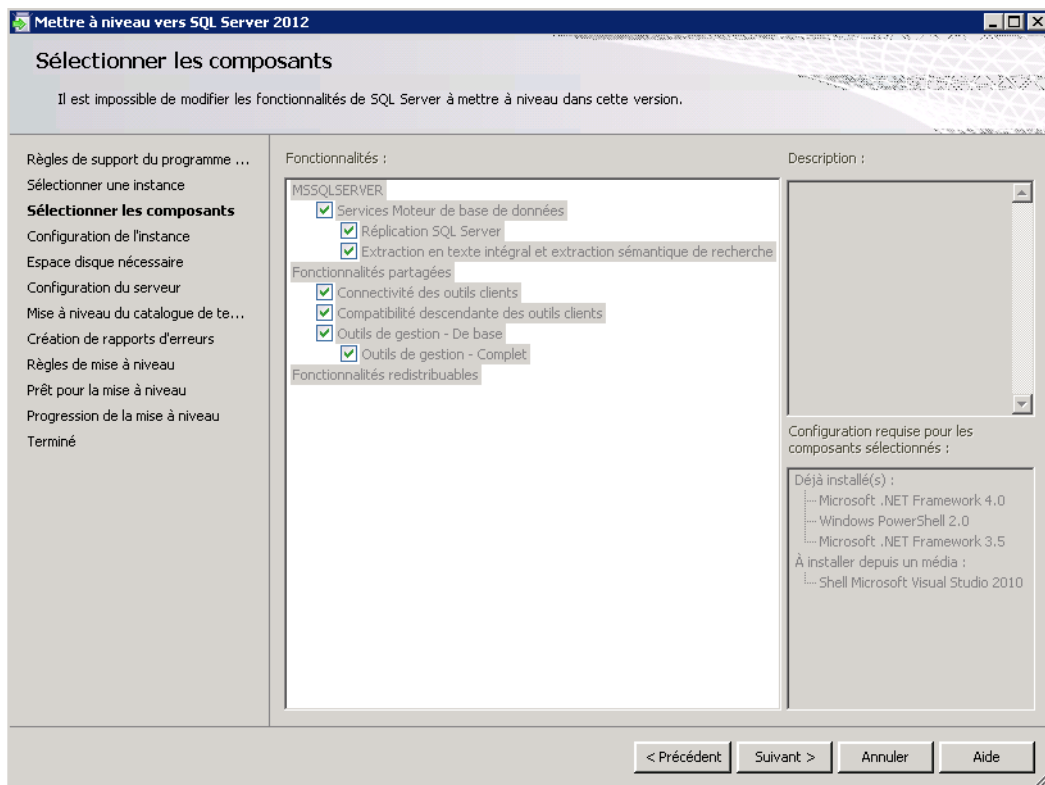 Mettre à niveau vers SQL Server 2012
Sélectionner les composants
Il est impossible de modifier les fonctionnalités de SQL Server à mettre à niveau dans cette version.
Règles de support du programme ...
Sélectionner une instance
Sélectionner les composants
Configuration de l'instance
Espace disque nécessaire
Configuration du serveur
Mise à niveau du catalogue de te...
Création de rapports d'erreurs
Règles de mise à niveau
Prêt pour la mise à niveau
Progression de la mise à niveau
Terminé
Fonctionnalités :
MSSQLSERVER
Services Moteur de base de données
Réplication SQL Server
Extraction en texte intégral et extraction sémantique de recherche
Fonctionnalités partagées
Connectivité des outils clients
Compatibilité descendante des outils clients
Outils de gestion - De base
Outils de gestion - Complet
Fonctionnalités redistribuables
Description :
Configuration requise pour les
composants sélectionnés :
Déjà installé(s) :
Microsoft .NET Framework 4.0
Windows PowerShell 2.0
Microsoft .NET Framework 3.5
À installer depuis un média :
Shell Microsoft Visual Studio 2010
< Précédent
Suivant >
Annuler
Aide